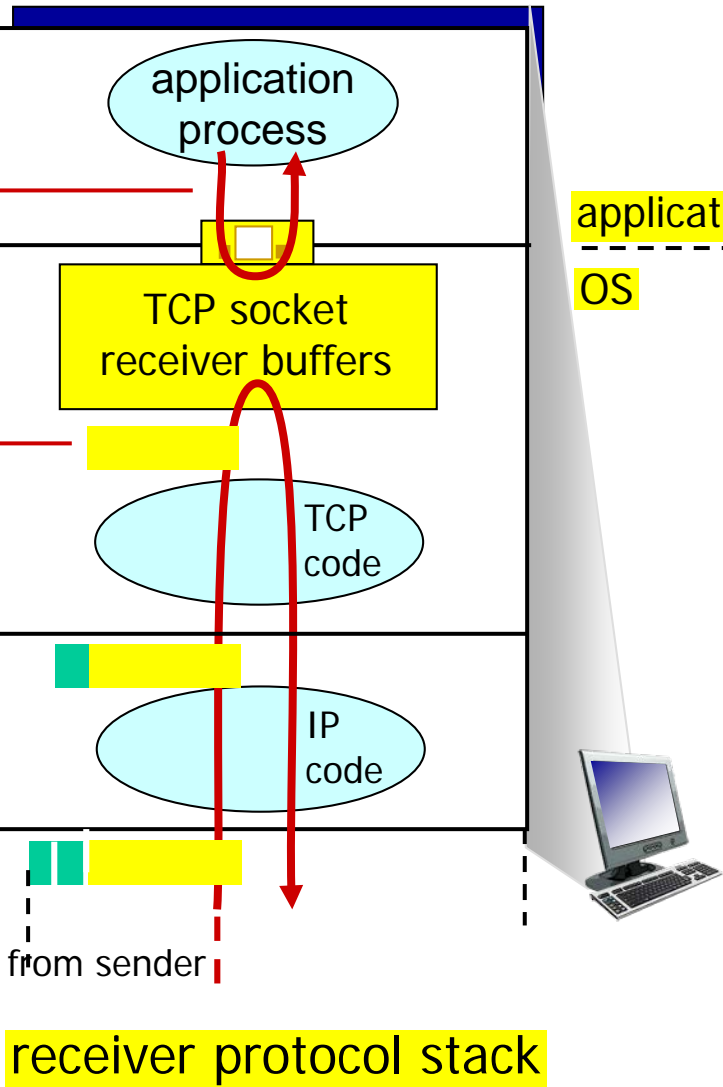 application
process
applicat
OS
TCP socket
receiver buffers
TCP
code
IP
code
from sender
receiver protocol stack